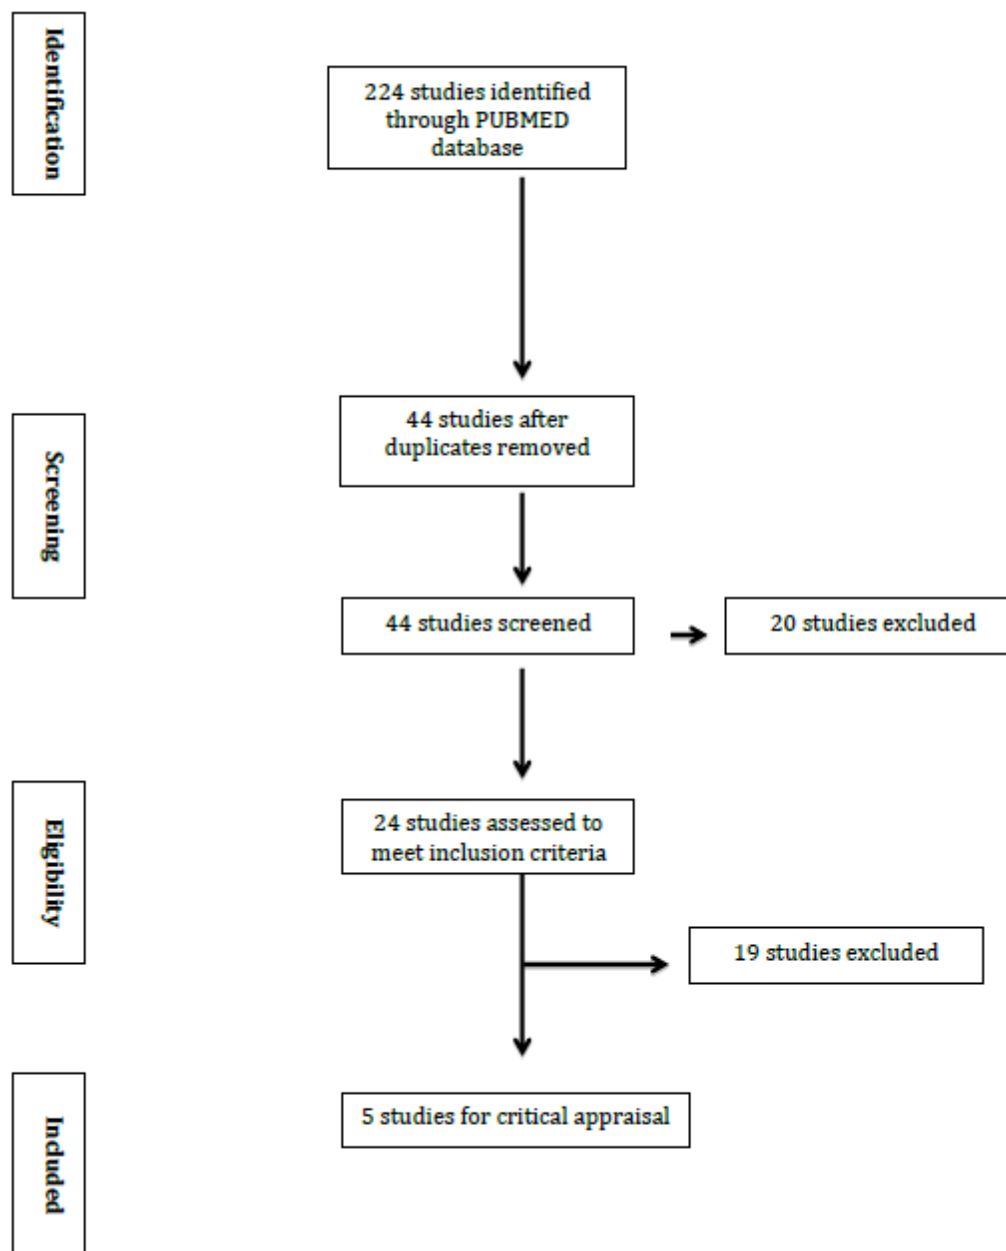 Identification
224 studies identified
through PUBMED
database
Screening
44 studies after
duplicates removed
44 studies screened
20 studies excluded
Eligibility
24 studies assessed to
meet inclusion criteria
19 studies excluded
Included
5 studies for critical appraisal